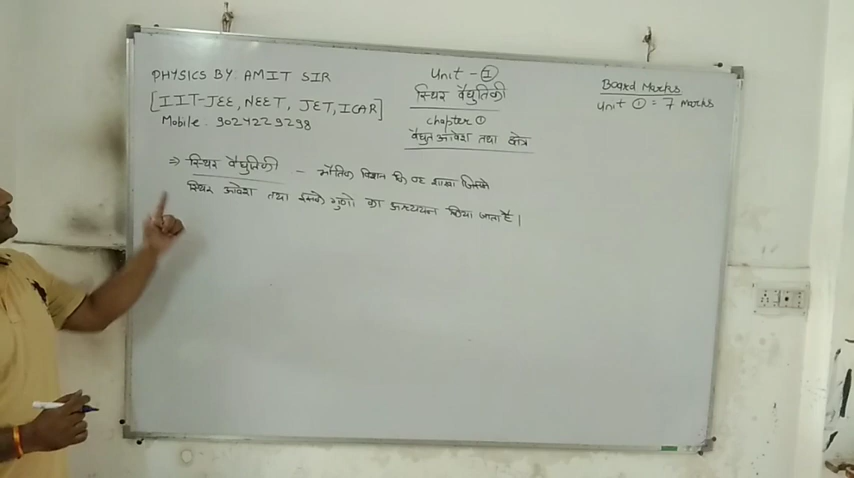 PHYSICS BY AMIT SIR
[IIT-JEE, NEET, JET, ICAR]
Mobile. 9024229298
Unit - ①
स्थिर वैद्युतिकी
Chapter ①
वैद्युत आवेश तथा क्षेत्र
Board Marks
Unit ① = 7 Marks
⇒ स्थिर वैद्युतिकी - भौतिक विज्ञान कि वह शाखा जिसमें
स्थिर आवेश तथा इसके गुणों का अध्ययन किया जाता है।